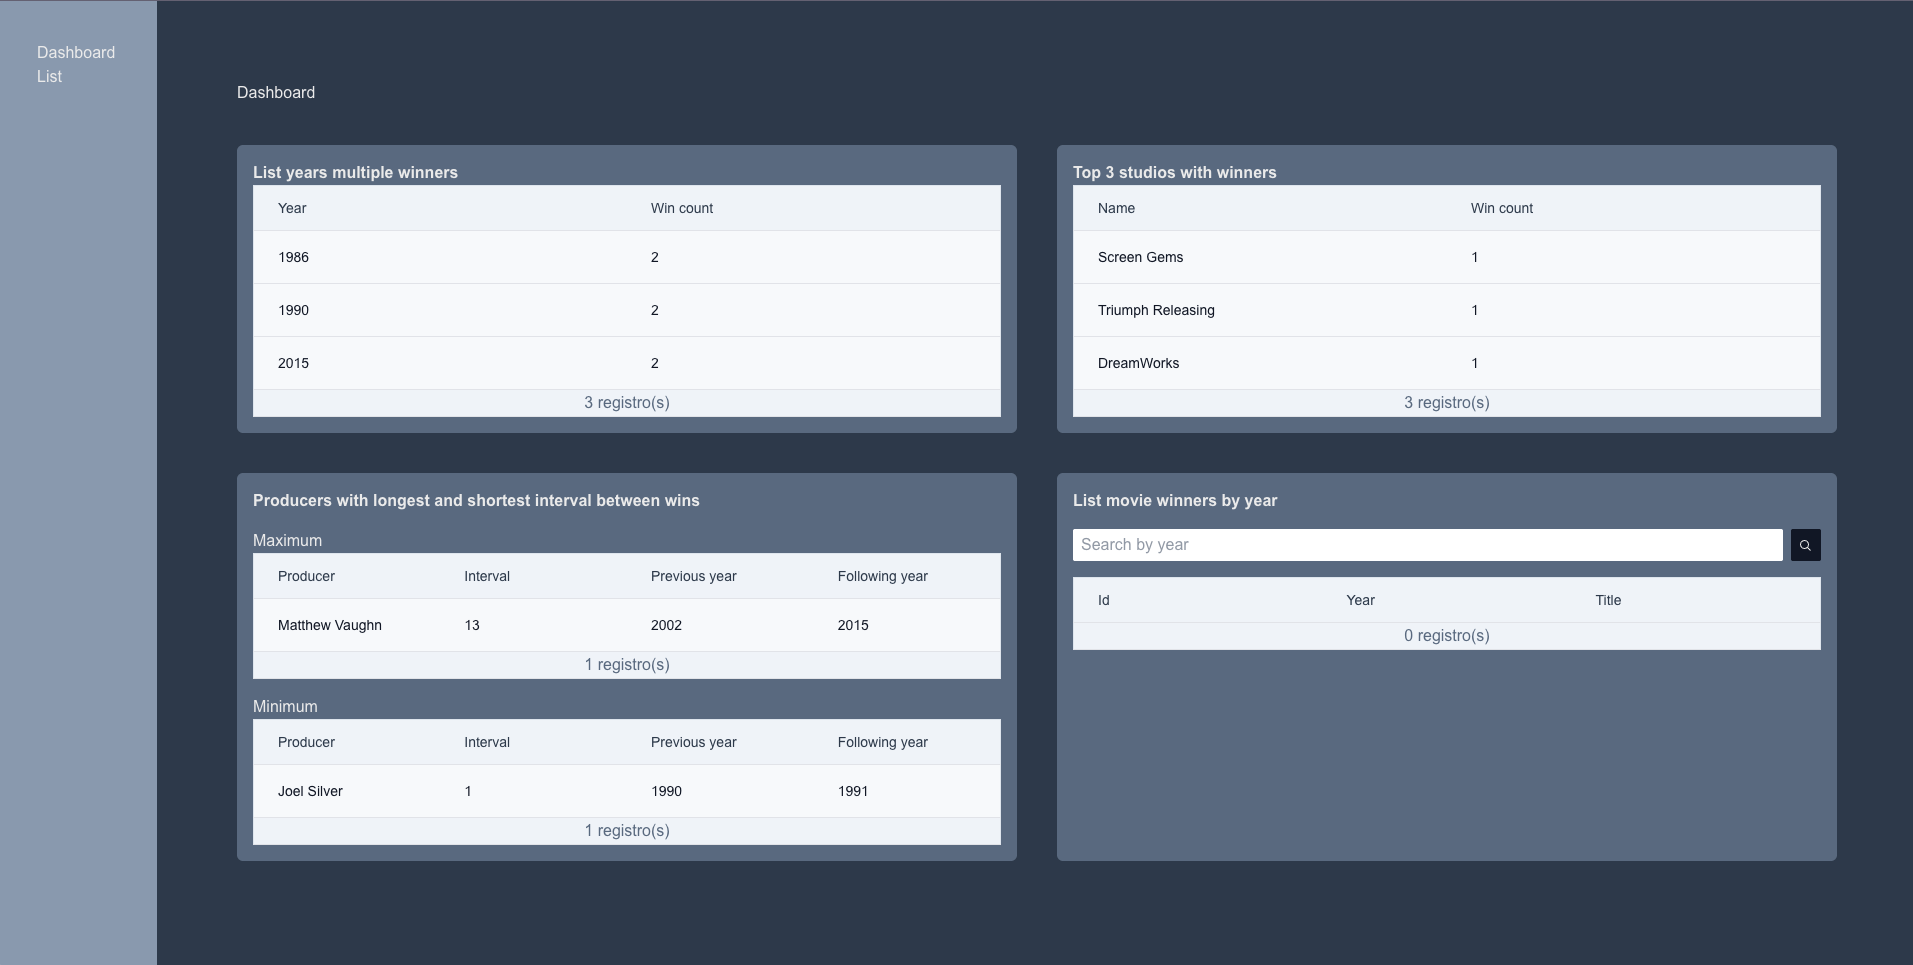 Dashboard
List
Dashboard
List years multiple winners
Year Win count
1986 2
1990 2
2015 2
3 registro(s)
Top 3 studios with winners
Name Win count
Screen Gems 1
Triumph Releasing 1
DreamWorks 1
3 registro(s)
Producers with longest and shortest interval between wins
Maximum
Producer Interval Previous year Following year
Matthew Vaughn 13 2002 2015
1 registro(s)
Minimum
Producer Interval Previous year Following year
Joel Silver 1 1990 1991
1 registro(s)
List movie winners by year
Search by year
Id Year Title
0 registro(s)